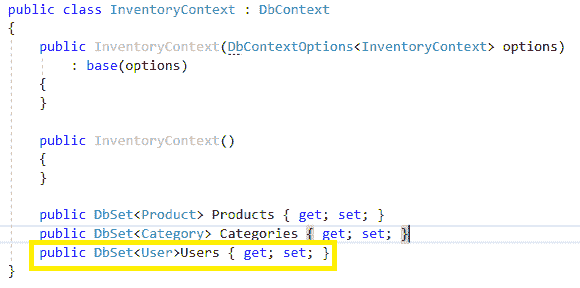 public class InventoryContext : DbContext
{
public InventoryContext(DbContextOptions<InventoryContext> options)
: base(options)
{
}
public InventoryContext()
{
}
public DbSet<Product> Products { get; set; }
public DbSet<Category> Categories { get; set; }
public DbSet<User>Users { get; set; }
}